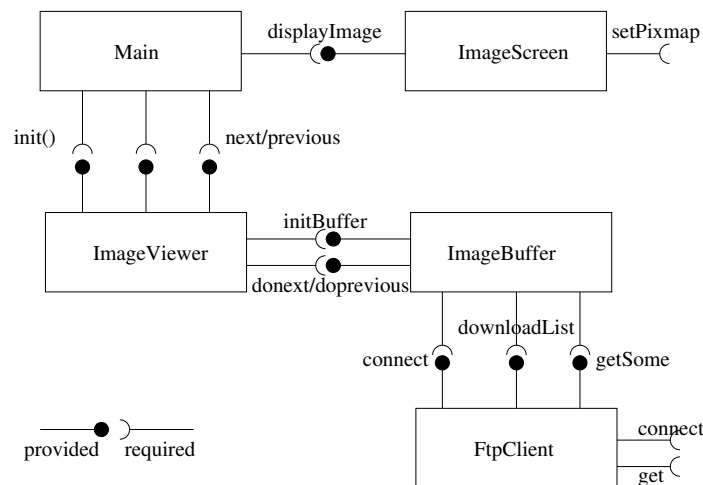 displayImage
setPixmap
Main
ImageScreen
init()
next/previous
initBuffer
ImageViewer
ImageBuffer
donext/doprevious
downloadList
connect
getSome
connect
provided
required
FtpClient
get